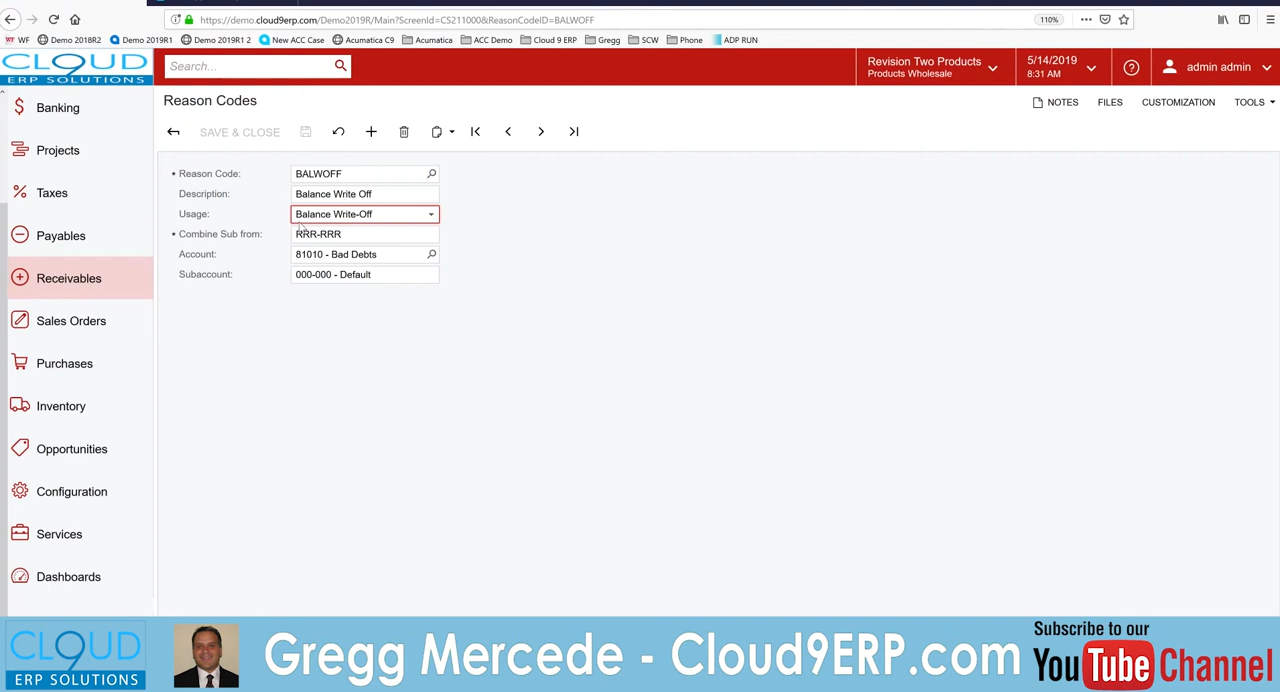 https://demo.cloud9erp.com/Demo2019R/Main?ScreenId=CS211000&ReasonCodeID=BALWOFF
110%
WF Demo 2018R2 Demo 2019R1 Demo 2019R1 2 New ACC Case Acumatica C9 Acumatica ACC Demo Cloud 9 ERP Gregg SCW Phone ADP RUN
CLOUD9
ERP SOLUTIONS
Search...
Revision Two Products
Products Wholesale
5/14/2019
8:31 AM
admin admin
Banking
Projects
Taxes
Payables
Receivables
Sales Orders
Purchases
Inventory
Opportunities
Configuration
Services
Dashboards
Reason Codes
NOTES FILES CUSTOMIZATION TOOLS
SAVE & CLOSE
Reason Code: BALWOFF
Description: Balance Write Off
Usage: Balance Write-Off
Combine Sub from: RRR-RRR
Account: 81010 - Bad Debts
Subaccount: 000-000 - Default
CLOUD9
ERP SOLUTIONS
Gregg Mercede - Cloud9ERP.com
Subscribe to our
YouTube Channel